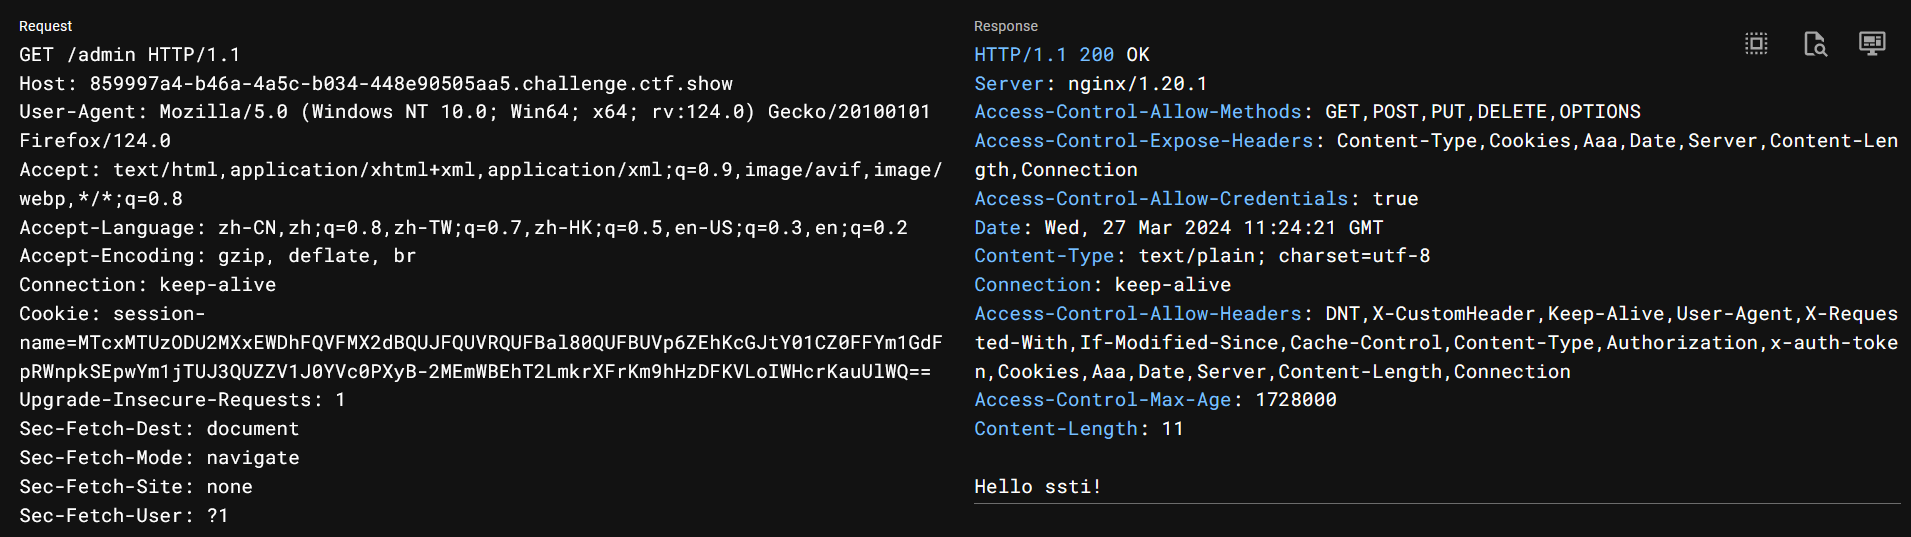 Request
GET /admin HTTP/1.1
Host: 859997a4-b46a-4a5c-b034-448e90505aa5.challenge.ctf.show
User-Agent: Mozilla/5.0 (Windows NT 10.0; Win64; x64; rv:124.0) Gecko/20100101
Firefox/124.0
Accept: text/html,application/xhtml+xml,application/xml;q=0.9,image/avif,image/
webp,*/*;q=0.8
Accept-Language: zh-CN,zh;q=0.8,zh-TW;q=0.7,zh-HK;q=0.5,en-US;q=0.3,en;q=0.2
Accept-Encoding: gzip, deflate, br
Connection: keep-alive
Cookie: session-
name=MTcxMTUzODU2MXxEWDhFQVFMX2dBQUJFQUVRQUFBal80QUFBUVp6ZEhKcGJtY01CZ0FFYm1GdF
pRWnpkSEpwYm1jTUJ3QUZZV1J0YVc0PXyB-2MEmWBEhT2LmkrXFrKm9hHzDFKVLoIWHcrKauUlWQ==
Upgrade-Insecure-Requests: 1
Sec-Fetch-Dest: document
Sec-Fetch-Mode: navigate
Sec-Fetch-Site: none
Sec-Fetch-User: ?1
Response
HTTP/1.1 200 OK
Server: nginx/1.20.1
Access-Control-Allow-Methods: GET,POST,PUT,DELETE,OPTIONS
Access-Control-Expose-Headers: Content-Type,Cookies,Aaa,Date,Server,Content-Len
gth,Connection
Access-Control-Allow-Credentials: true
Date: Wed, 27 Mar 2024 11:24:21 GMT
Content-Type: text/plain; charset=utf-8
Connection: keep-alive
Access-Control-Allow-Headers: DNT,X-CustomHeader,Keep-Alive,User-Agent,X-Reques
ted-With,If-Modified-Since,Cache-Control,Content-Type,Authorization,x-auth-toke
n,Cookies,Aaa,Date,Server,Content-Length,Connection
Access-Control-Max-Age: 1728000
Content-Length: 11
Hello ssti!